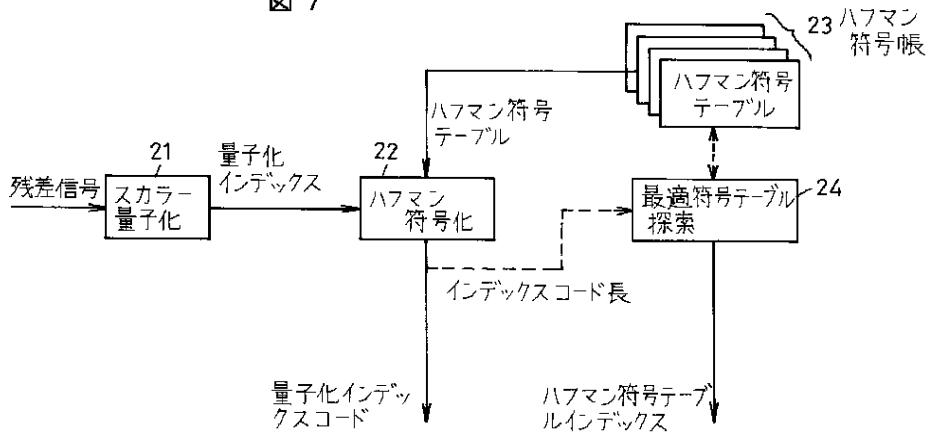 図 7
23 ハフマン
符号帳
ハフマン符号
テーブル
ハフマン符号
テーブル
21
量子化
インデックス
22
24
残差信号
スカラー
量子化
ハフマン
符号化
最適符号テーブル
探索
インデックスコード長
量子化インデッ
クスコード
ハフマン符号テーブ
ルインデックス